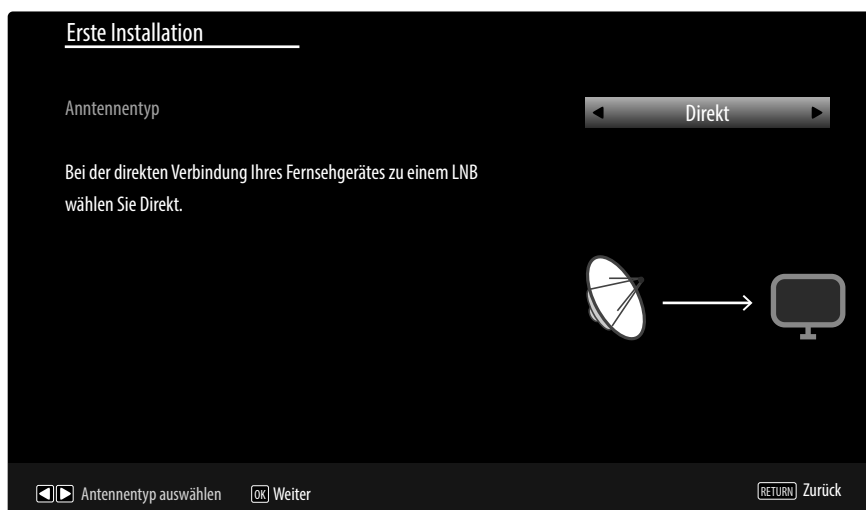 Erste Installation
Anntennentyp
Direkt
Bei der direkten Verbindung Ihres Fernsehgerätes zu einem LNB
wählen Sie Direkt.
Antennentyp auswählen OK Weiter RETURN Zurück